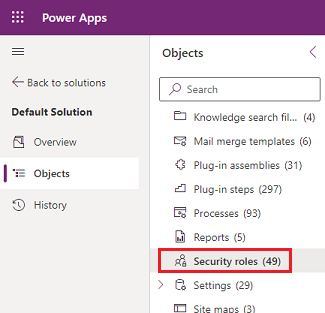 Power Apps
Back to solutions
Default Solution
Overview
Objects
History
Objects
Search
Knowledge search fil... (4)
Mail merge templates (6)
Plug-in assemblies (31)
Plug-in steps (297)
Processes (93)
Reports (5)
Security roles (49)
Settings (29)
Site maps (3)